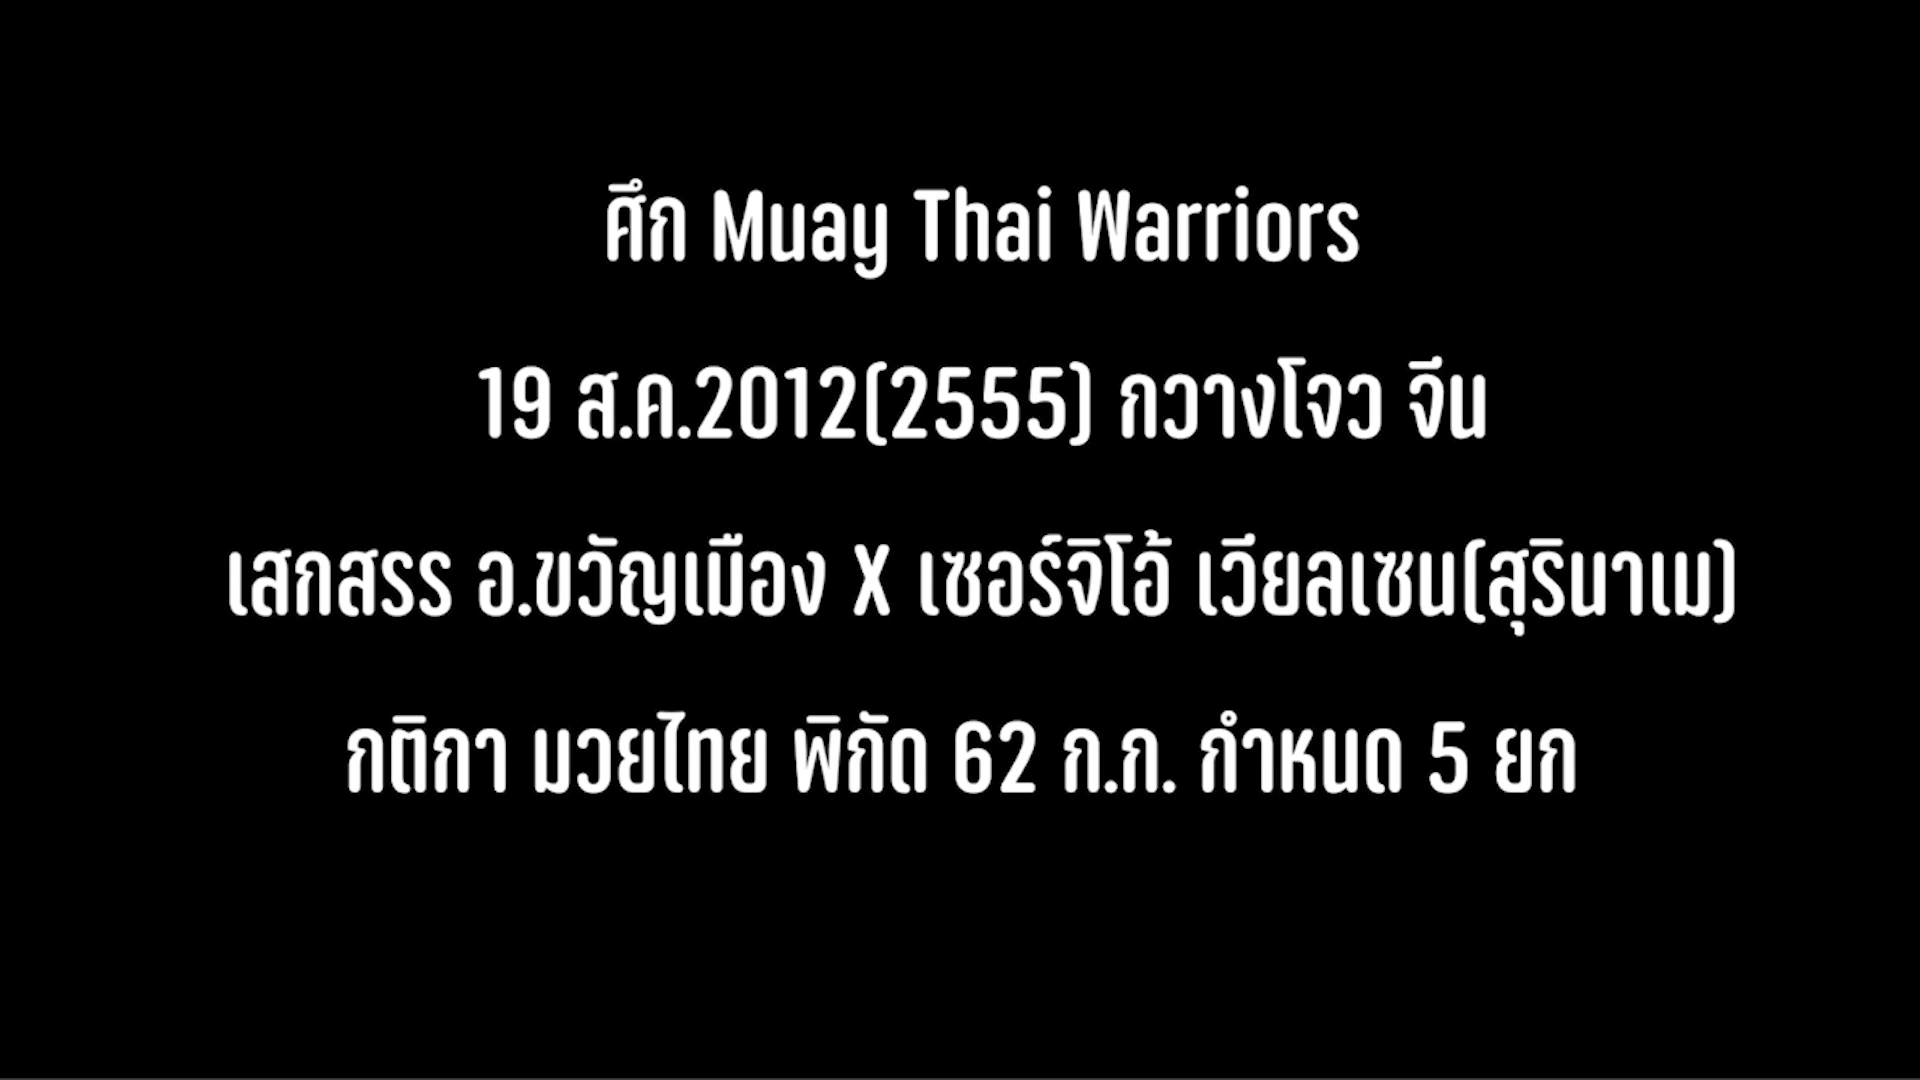 ศึก Muay Thai Warriors
19 ส.ค.2012(2555) กวางโจว จีน
เสกสรร อ.ขวัญเมือง X เซอร์จิโอ้ เวียลเซน(สุรินาเม)
กติกา มวยไทย พิกัด 62 ก.ก. กำหนด 5 ยก